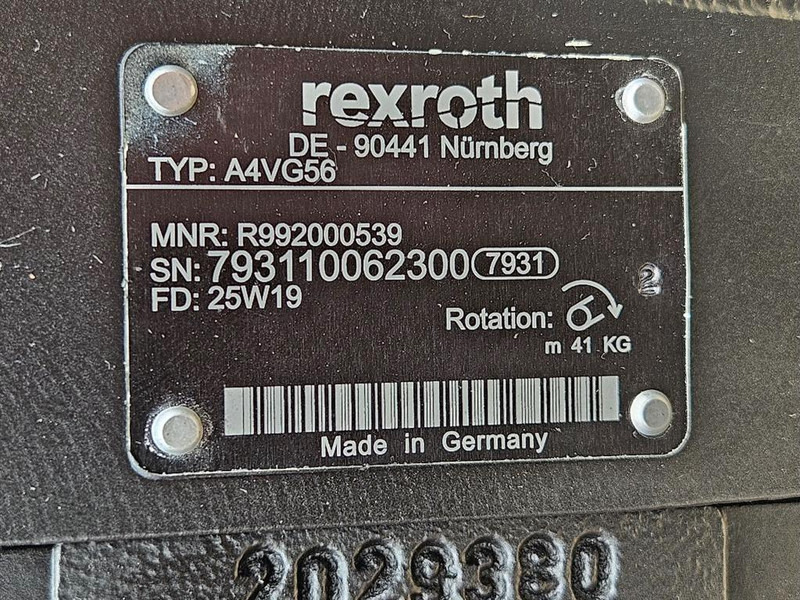 rexroth
DE - 90441 Nürnberg
TYP: A4VG56
MNR: R992000539
SN: 793110062300 7931
FD: 25W19
2
Rotation:
m 41 KG
Made in Germany
2029380